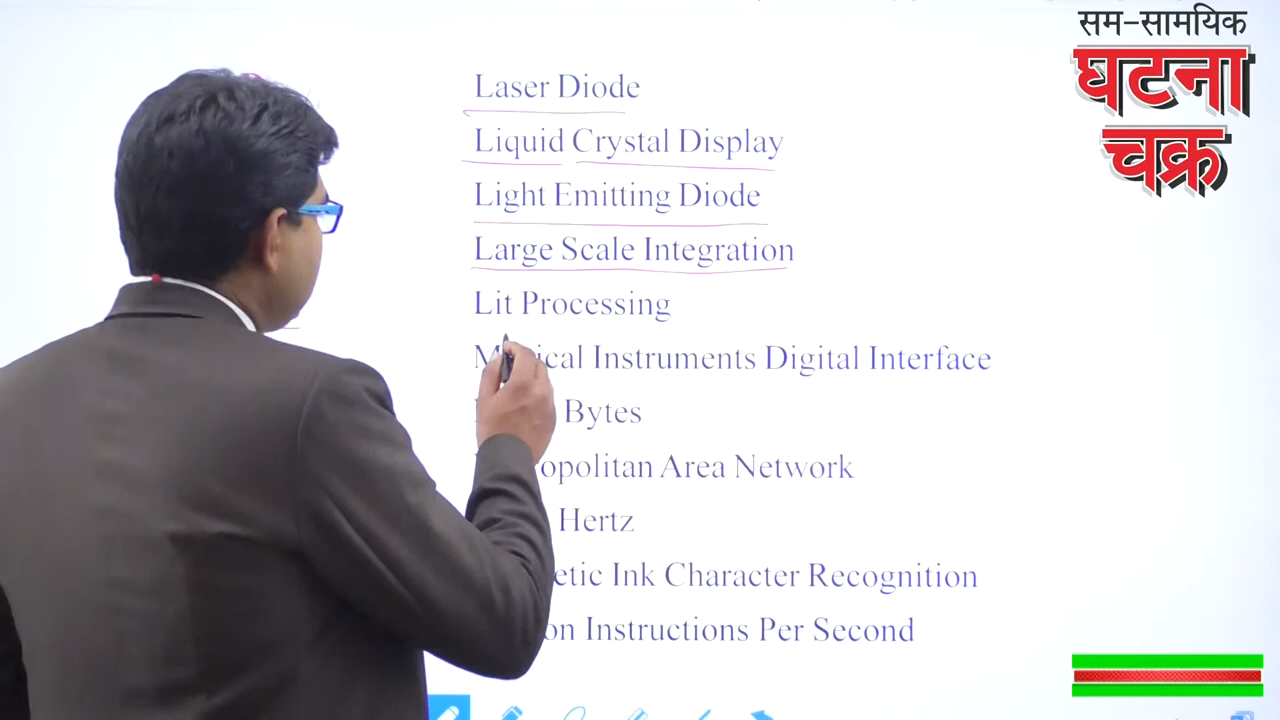 सम-सामयिक
घटना
चक्र
Laser Diode
Liquid Crystal Display
Light Emitting Diode
Large Scale Integration
Lit Processing
Instruments Digital Interface
Bytes
Area Network
Hertz
Ink Character Recognition
Instructions Per Second